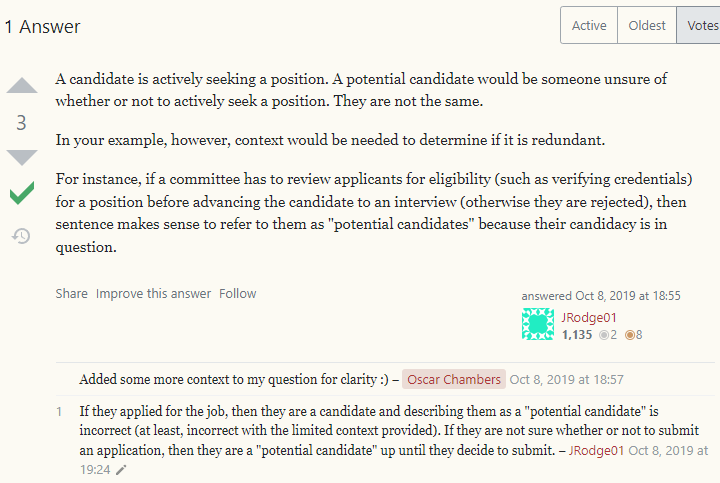 1 Answer
Active
Oldest
Votes
A candidate is actively seeking a position. A potential candidate would be someone unsure of
whether or not to actively seek a position. They are not the same.
3
In your example, however, context would be needed to determine if it is redundant.
For instance, if a committee has to review applicants for eligibility (such as verifying credentials)
for a position before advancing the candidate to an interview (otherwise they are rejected), then
sentence makes sense to refer to them as "potential candidates" because their candidacy is in
question.
Share Improve this answer Follow
answered Oct 8, 2019 at 18:55
JRodge01
1,135 2 8
Added some more context to my question for clarity :) – Oscar Chambers Oct 8, 2019 at 18:57
1 If they applied for the job, then they are a candidate and describing them as a "potential candidate" is
incorrect (at least, incorrect with the limited context provided). If they are not sure whether or not to submit
an application, then they are a "potential candidate" up until they decide to submit. – JRodge01 Oct 8, 2019 at
19:24